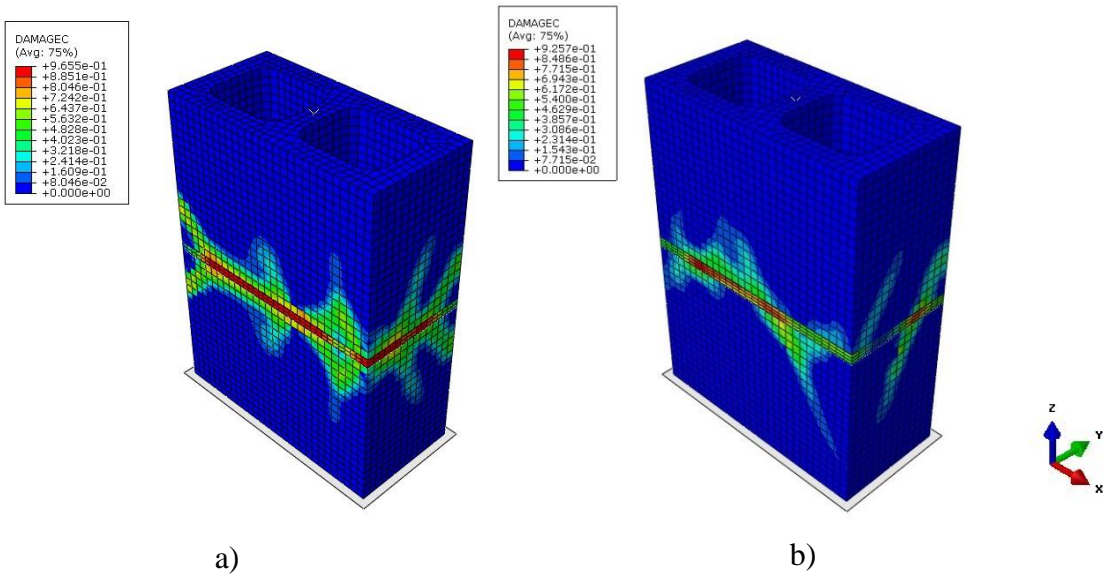 DAMAGEC
(Avg: 75%)
+9.655e-01
+8.851e-01
+8.046e-01
+7.242e-01
+6.437e-01
+5.632e-01
+4.828e-01
+4.023e-01
+3.218e-01
+2.414e-01
+1.609e-01
+8.046e-02
+0.000e+00
DAMAGEC
(Avg: 75%)
+9.257e-01
+8.486e-01
+7.715e-01
+6.943e-01
+6.172e-01
+5.400e-01
+4.629e-01
+3.857e-01
+3.086e-01
+2.314e-01
+1.543e-01
+7.715e-02
+0.000e+00
Z
Y
X
a)
b)